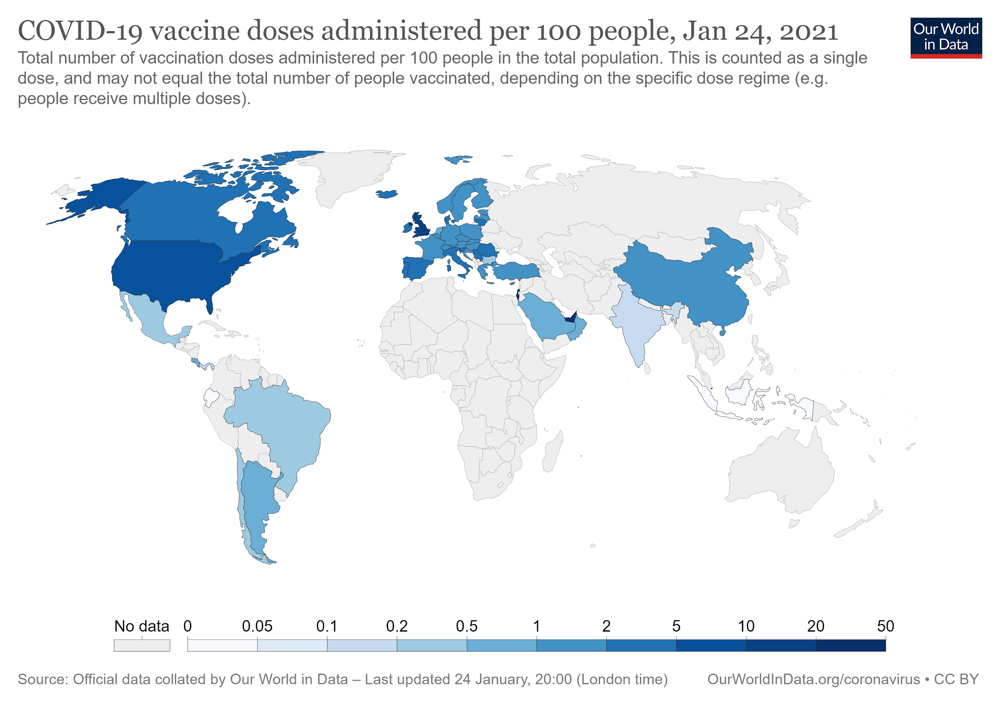 COVID-19 vaccine doses administered per 100 people, Jan 24, 2021
Our World
in Data
Total number of vaccination doses administered per 100 people in the total population. This is counted as a single
dose, and may not equal the total number of people vaccinated, depending on the specific dose regime (e.g.
people receive multiple doses).
No data 0 0.05 0.1 0.2 0.5 1 2 5 10 20 50
Source: Official data collated by Our World in Data – Last updated 24 January, 20:00 (London time)
OurWorldInData.org/coronavirus • CC BY